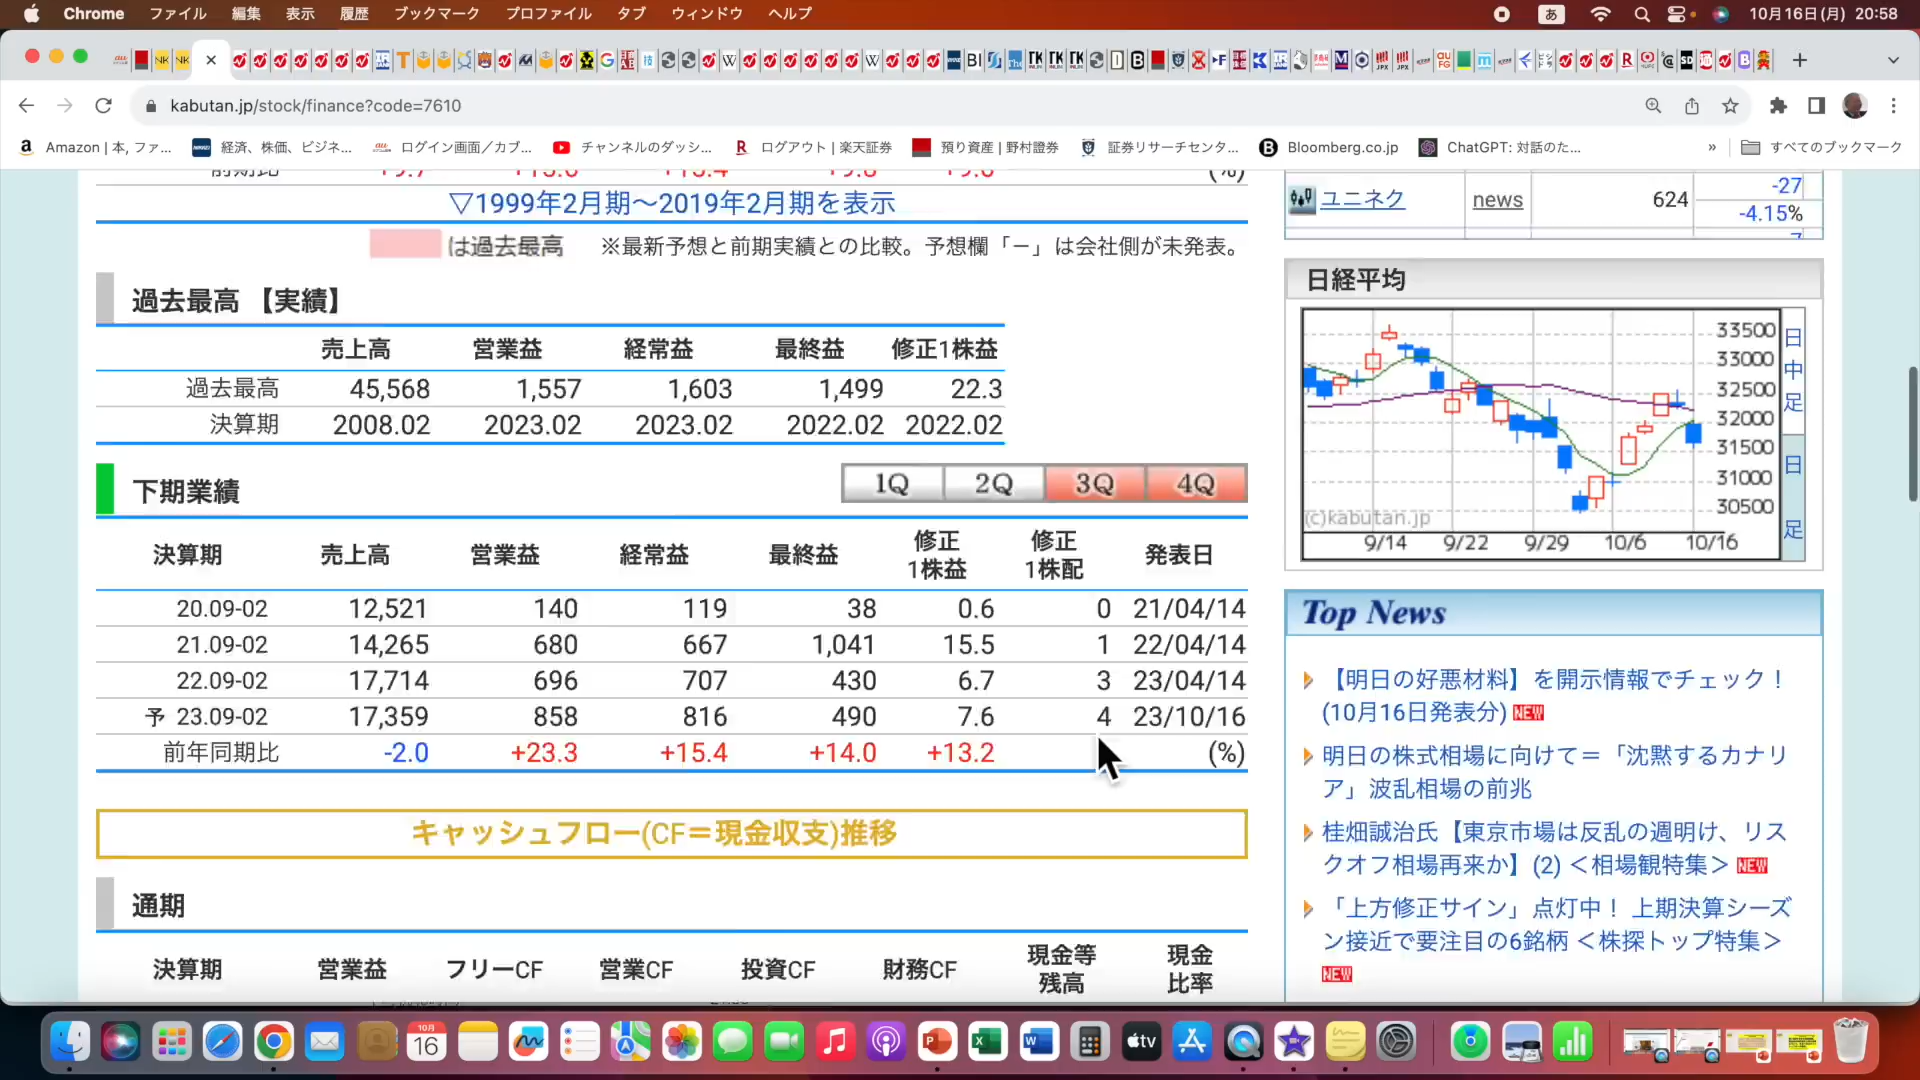 Chrome ファイル 編集 表示 履歴 ブックマーク プロファイル タブ ウィンドウ ヘルプ あ 10月16日(月) 20:58
kabutan.jp/stock/finance?code=7610
Amazon | 本, ファ... 経済、株価、ビジネ... ログイン画面／カブ... チャンネルのダッシ... ログアウト | 楽天証券 預り資産 | 野村證券 証券リサーチセンタ... Bloomberg.co.jp ChatGPT: 対話のた... » すべてのブックマーク
前期比 +9.7 +15.4 +9.8 (%)
▽1999年2月期～2019年2月期を表示
は過去最高 ※最新予想と前期実績との比較。予想欄「－」は会社側が未発表。
過去最高 【実績】
売上高 営業益 経常益 最終益 修正1株益
過去最高 45,568 1,557 1,603 1,499 22.3
決算期 2008.02 2023.02 2023.02 2022.02 2022.02
下期業績 1Q 2Q 3Q 4Q
決算期 売上高 営業益 経常益 最終益 修正1株益 修正1株配 発表日
20.09-02 12,521 140 119 38 0.6 0 21/04/14
21.09-02 14,265 680 667 1,041 15.5 1 22/04/14
22.09-02 17,714 696 707 430 6.7 3 23/04/14
予 23.09-02 17,359 858 816 490 7.6 4 23/10/16
前年同期比 -2.0 +23.3 +15.4 +14.0 +13.2 (%)
キャッシュフロー(CF＝現金収支)推移
通期
決算期 営業益 フリーCF 営業CF 投資CF 財務CF 現金等残高 現金比率
ユニネク news 624 -27
-4.15%
日経平均
33500
33000
32500
32000
31500
31000
30500
(c)kabutan.jp
9/14 9/22 9/29 10/6 10/16
日中足
日足
Top News
【明日の好悪材料】を開示情報でチェック！
(10月16日発表分) NEW
明日の株式相場に向けて＝「沈黙するカナリ
ア」波乱相場の前兆
桂畑誠治氏【東京市場は反乱の週明け、リス
クオフ相場再来か】(2) ＜相場観特集＞ NEW
「上方修正サイン」点灯中！ 上期決算シーズ
ン接近で要注目の6銘柄 ＜株探トップ特集＞
NEW
10月
16
tv